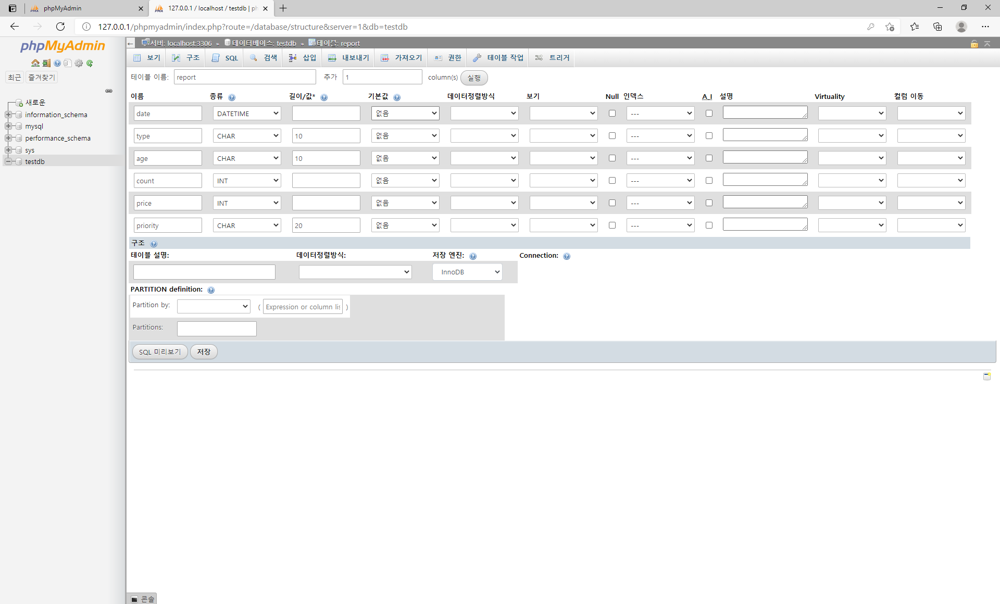 phpMyAdmin
127.0.0.1 / localhost / testdb | ph
127.0.0.1/phpmyadmin/index.php?route=/database/structure&server=1&db=testdb
phpMyAdmin
최근 즐겨찾기
새로운
information_schema
mysql
performance_schema
sys
testdb
서버: localhost:3306 » 데이터베이스: testdb » 테이블: report
보기 구조 SQL 검색 삽입 내보내기 가져오기 권한 테이블 작업 트리거
테이블 이름: report 추가 1 column(s) 실행
이름 종류 길이/값* 기본값 데이터정렬방식 보기 Null 인덱스 A_I 설명 Virtuality 컬럼 이동
date DATETIME 없음 ---
type CHAR 10 없음 ---
age CHAR 10 없음 ---
count INT 없음 ---
price INT 없음 ---
priority CHAR 20 없음 ---
구조
테이블 설명: 데이터정렬방식: 저장 엔진: Connection:
InnoDB
PARTITION definition:
Partition by: ( Expression or column lis )
Partitions:
SQL 미리보기 저장
콘솔